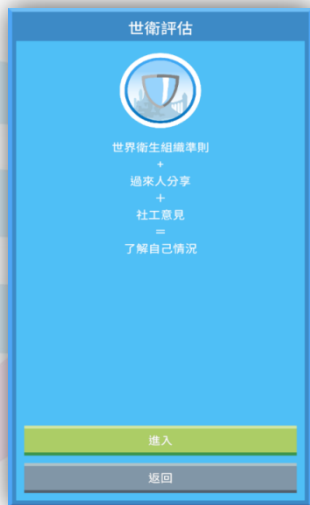 世衛評估
世界衞生組織準則
+
過來人分享
+
社工意見
=
了解自己情況
進入
返回